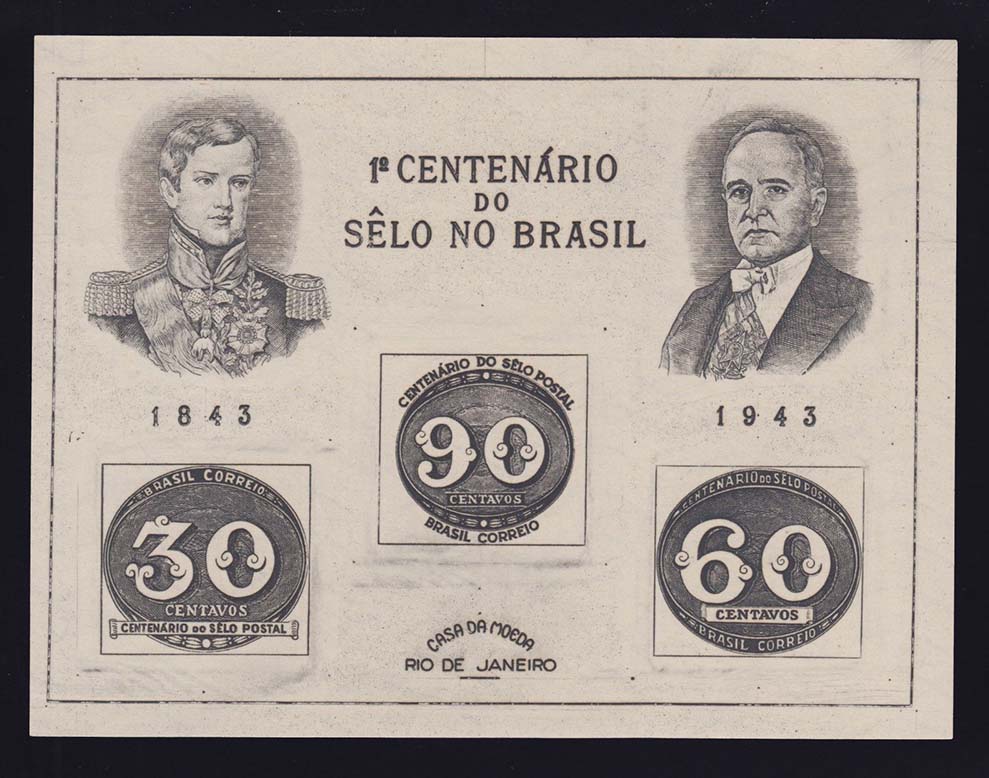 1º CENTENÁRIO
DO
SÊLO NO BRASIL
1843
1943
CENTENÁRIO DO SÊLO POSTAL
90
CENTAVOS
BRASIL CORREIO
BRASIL CORREIO
30
CENTAVOS
CENTENÁRIO DO SÊLO POSTAL
CENTENARIO DO SÊLO POSTAL
60
CENTAVOS
BRASIL CORREIO
CASA DA MOEDA
RIO DE JANEIRO